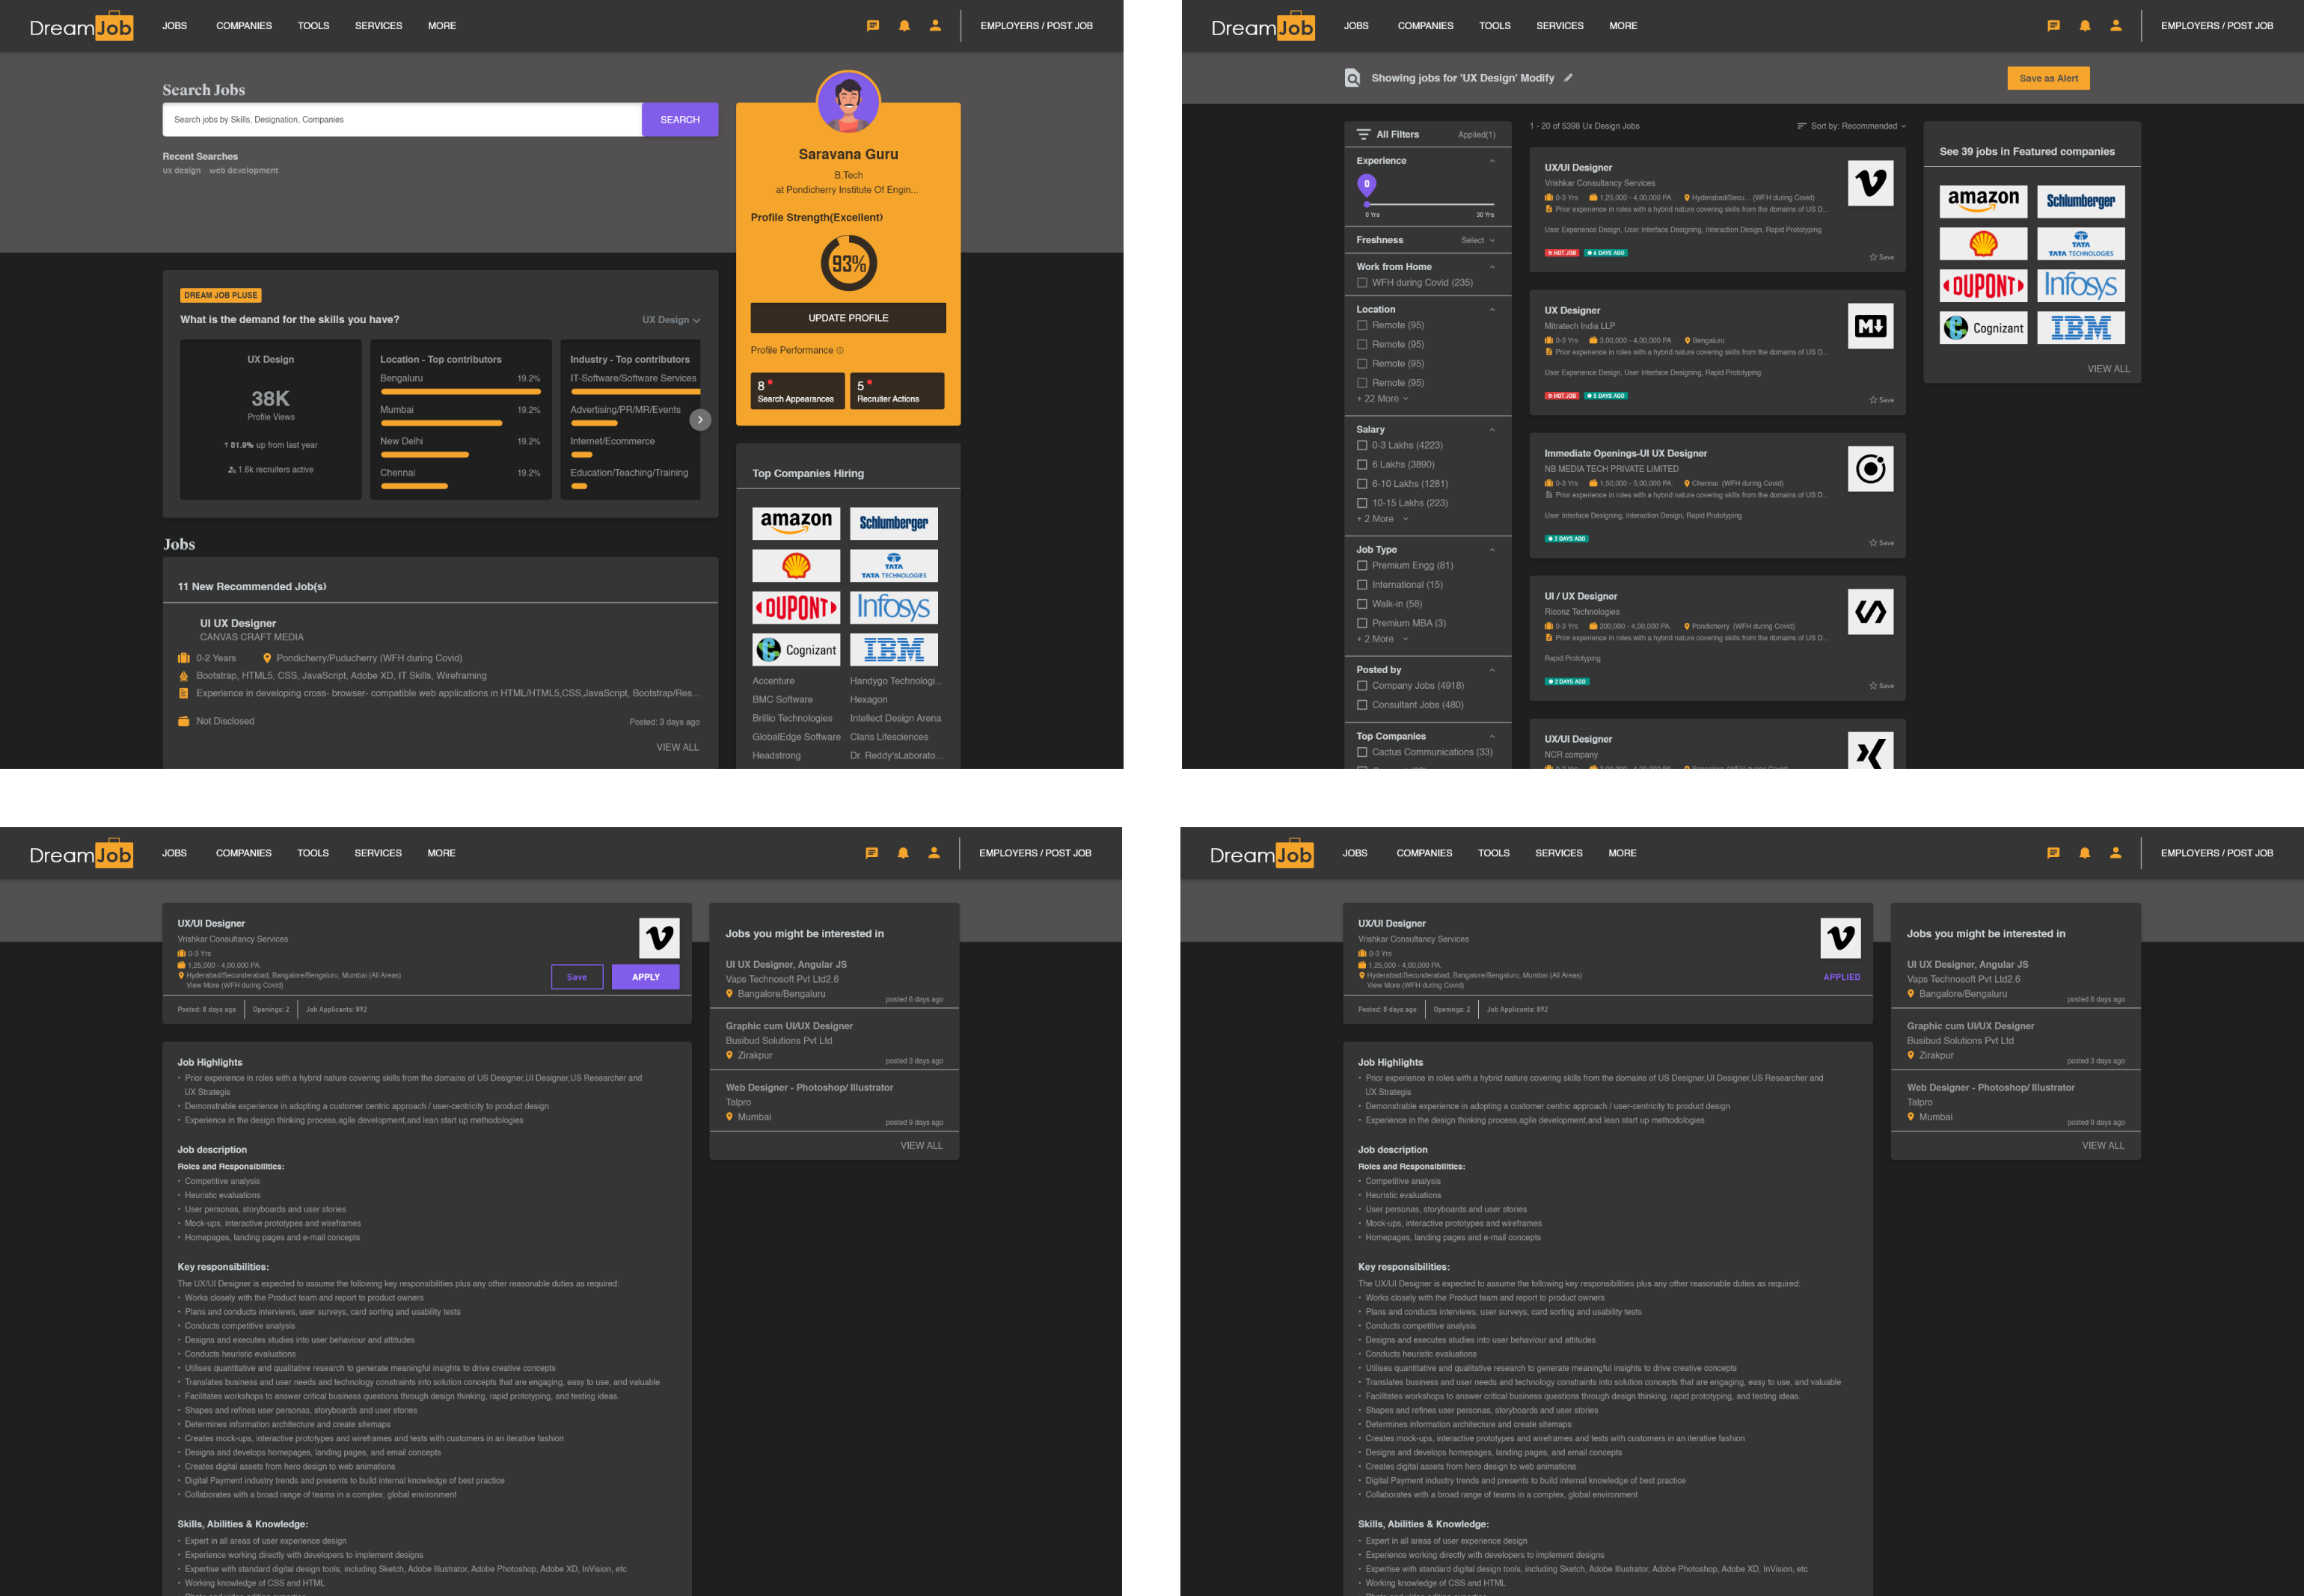 DreamJob
JOBS COMPANIES TOOLS SERVICES MORE
EMPLOYERS / POST JOB
Search Jobs
Search jobs by Skills, Designation, Companies
SEARCH
Recent Searches
ux design web development
Saravana Guru
B.Tech
at Pondicherry Institute Of Engin...
Profile Strength(Excellent)
93%
UPDATE PROFILE
Profile Performance
8
Search Appearances
5
Recruiter Actions
DREAM JOB PLUSE
What is the demand for the skills you have?
UX Design
UX Design
38K
Profile Views
↑ 81.9% up from last year
1.6k recruiters active
Location - Top contributors
Bengaluru 19.2%
Mumbai 19.2%
New Delhi 19.2%
Chennai 19.2%
Industry - Top contributors
IT-Software/Software Services
Advertising/PR/MR/Events
Internet/Ecommerce
Education/Teaching/Training
Jobs
11 New Recommended Job(s)
UI UX Designer
CANVAS CRAFT MEDIA
0-2 Years Pondicherry/Puducherry (WFH during Covid)
Bootstrap, HTML5, CSS, JavaScript, Adobe XD, IT Skills, Wireframing
Experience in developing cross- browser- compatible web applications in HTML/HTML5,CSS,JavaScript, Bootstrap/Res...
Not Disclosed
Posted: 3 days ago
VIEW ALL
Top Companies Hiring
amazon Schlumberger
TATA
TATA TECHNOLOGIES
DUPONT Infosys
Cognizant IBM
Accenture Handygo Technologi...
BMC Software Hexagon
Brillio Technologies Intellect Design Arena
GlobalEdge Software Claris Lifesciences
Headstrong Dr. Reddy'sLaborato...
DreamJob
JOBS COMPANIES TOOLS SERVICES MORE
EMPLOYERS / POST JOB
Showing jobs for 'UX Design' Modify
Save as Alert
All Filters Applied(1)
Experience
0
0 Yrs 30 Yrs
Freshness Select
Work from Home
WFH during Covid (235)
Location
Remote (95)
Remote (95)
Remote (95)
Remote (95)
+ 22 More
Salary
0-3 Lakhs (4223)
6 Lakhs (3890)
6-10 Lakhs (1281)
10-15 Lakhs (223)
+ 2 More
Job Type
Premium Engg (81)
International (15)
Walk-in (58)
Premium MBA (3)
+ 2 More
Posted by
Company Jobs (4918)
Consultant Jobs (480)
Top Companies
Cactus Communications (33)
1 - 20 of 5398 Ux Design Jobs
Sort by: Recommended
UX/UI Designer
Vrishkar Consultancy Services
0-3 Yrs 1,25,000 - 4,00,000 PA. Hyderabad/Secu... (WFH during Covid)
Prior experience in roles with a hybrid nature covering skills from the domains of US D...
User Experience Design, User Interface Designing, Interaction Design, Rapid Prototyping
HOT JOB 6 DAYS AGO
Save
UX Designer
Mitratech India LLP
0-3 Yrs 3,00,000 - 4,00,000 PA. Bengaluru
Prior experience in roles with a hybrid nature covering skills from the domains of US D...
User Experience Design, User Interface Designing, Rapid Prototyping
HOT JOB 5 DAYS AGO
Save
Immediate Openings-UI UX Designer
NB MEDIA TECH PRIVATE LIMITED
0-3 Yrs 1,50,000 - 5,00,000 PA. Chennai (WFH during Covid)
Prior experience in roles with a hybrid nature covering skills from the domains of US D...
User Interface Designing, Interaction Design, Rapid Prototyping
3 DAYS AGO
Save
UI / UX Designer
Riconz Technologies
0-3 Yrs 200,000 - 4,00,000 PA. Pondicherry (WFH during Covid)
Prior experience in roles with a hybrid nature covering skills from the domains of US D...
Rapid Prototyping
2 DAYS AGO
Save
UX/UI Designer
NCR company
See 39 jobs in Featured companies
amazon Schlumberger
TATA
TATA TECHNOLOGIES
DUPONT Infosys
Cognizant IBM
VIEW ALL
DreamJob
JOBS COMPANIES TOOLS SERVICES MORE
EMPLOYERS / POST JOB
UX/UI Designer
Vrishkar Consultancy Services
0-3 Yrs
1,25,000 - 4,00,000 PA.
Hyderabad/Secunderabad, Bangalore/Bengaluru, Mumbai (All Areas)
View More (WFH during Covid)
Save APPLY
Posted: 8 days ago Openings: 2 Job Applicants: 892
Job Highlights
• Prior experience in roles with a hybrid nature covering skills from the domains of US Designer,UI Designer,US Researcher and
UX Strategis
• Demonstrable experience in adopting a customer centric approach / user-centricity to product design
• Experience in the design thinking process,agile development,and lean start up methodologies
Job description
Roles and Responsibilities:
• Competitive analysis
• Heuristic evaluations
• User personas, storyboards and user stories
• Mock-ups, interactive prototypes and wireframes
• Homepages, landing pages and e-mail concepts
Key responsibilities:
The UX/UI Designer is expected to assume the following key responsibilities plus any other reasonable duties as required:
• Works closely with the Product team and report to product owners
• Plans and conducts interviews, user surveys, card sorting and usability tests
• Conducts competitive analysis
• Designs and executes studies into user behaviour and attitudes
• Conducts heuristic evaluations
• Utilises quantitative and qualitative research to generate meaningful insights to drive creative concepts
• Translates business and user needs and technology constraints into solution concepts that are engaging, easy to use, and valuable
• Facilitates workshops to answer critical business questions through design thinking, rapid prototyping, and testing ideas.
• Shapes and refines user personas, storyboards and user stories
• Determines information architecture and create sitemaps
• Creates mock-ups, interactive prototypes and wireframes and tests with customers in an iterative fashion
• Designs and develops homepages, landing pages, and email concepts
• Creates digital assets from hero design to web animations
• Digital Payment industry trends and presents to build internal knowledge of best practice
• Collaborates with a broad range of teams in a complex, global environment
Skills, Abilities & Knowledge:
• Expert in all areas of user experience design
• Experience working directly with developers to implement designs
• Expertise with standard digital design tools, including Sketch, Adobe Illustrator, Adobe Photoshop, Adobe XD, InVision, etc
• Working knowledge of CSS and HTML
Jobs you might be interested in
UI UX Designer, Angular JS
Vaps Technosoft Pvt Ltd2.6
Bangalore/Bengaluru
posted 6 days ago
Graphic cum UI/UX Designer
Busibud Solutions Pvt Ltd
Zirakpur
posted 3 days ago
Web Designer - Photoshop/ Illustrator
Talpro
Mumbai
posted 9 days ago
VIEW ALL
DreamJob
JOBS COMPANIES TOOLS SERVICES MORE
EMPLOYERS / POST JOB
UX/UI Designer
Vrishkar Consultancy Services
0-3 Yrs
1,25,000 - 4,00,000 PA.
Hyderabad/Secunderabad, Bangalore/Bengaluru, Mumbai (All Areas)
View More (WFH during Covid)
APPLIED
Posted: 8 days ago Openings: 2 Job Applicants: 892
Job Highlights
• Prior experience in roles with a hybrid nature covering skills from the domains of US Designer,UI Designer,US Researcher and
UX Strategis
• Demonstrable experience in adopting a customer centric approach / user-centricity to product design
• Experience in the design thinking process,agile development,and lean start up methodologies
Job description
Roles and Responsibilities:
• Competitive analysis
• Heuristic evaluations
• User personas, storyboards and user stories
• Mock-ups, interactive prototypes and wireframes
• Homepages, landing pages and e-mail concepts
Key responsibilities:
The UX/UI Designer is expected to assume the following key responsibilities plus any other reasonable duties as required:
• Works closely with the Product team and report to product owners
• Plans and conducts interviews, user surveys, card sorting and usability tests
• Conducts competitive analysis
• Designs and executes studies into user behaviour and attitudes
• Conducts heuristic evaluations
• Utilises quantitative and qualitative research to generate meaningful insights to drive creative concepts
• Translates business and user needs and technology constraints into solution concepts that are engaging, easy to use, and valuable
• Facilitates workshops to answer critical business questions through design thinking, rapid prototyping, and testing ideas.
• Shapes and refines user personas, storyboards and user stories
• Determines information architecture and create sitemaps
• Creates mock-ups, interactive prototypes and wireframes and tests with customers in an iterative fashion
• Designs and develops homepages, landing pages, and email concepts
• Creates digital assets from hero design to web animations
• Digital Payment industry trends and presents to build internal knowledge of best practice
• Collaborates with a broad range of teams in a complex, global environment
Skills, Abilities & Knowledge:
• Expert in all areas of user experience design
• Experience working directly with developers to implement designs
• Expertise with standard digital design tools, including Sketch, Adobe Illustrator, Adobe Photoshop, Adobe XD, InVision, etc
• Working knowledge of CSS and HTML
Jobs you might be interested in
UI UX Designer, Angular JS
Vaps Technosoft Pvt Ltd2.6
Bangalore/Bengaluru
posted 6 days ago
Graphic cum UI/UX Designer
Busibud Solutions Pvt Ltd
Zirakpur
posted 3 days ago
Web Designer - Photoshop/ Illustrator
Talpro
Mumbai
posted 9 days ago
VIEW ALL